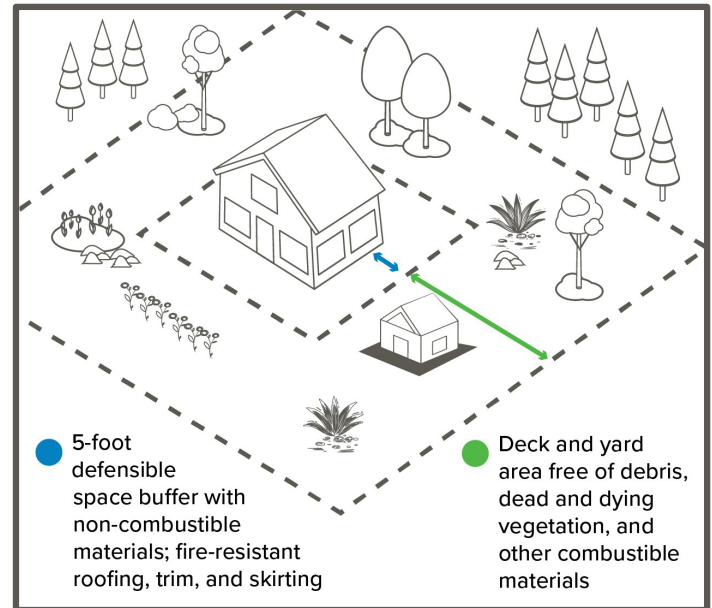 5-foot
defensible
space buffer with
non-combustible
materials; fire-resistant
roofing, trim, and skirting
Deck and yard
area free of debris,
dead and dying
vegetation, and
other combustible
materials